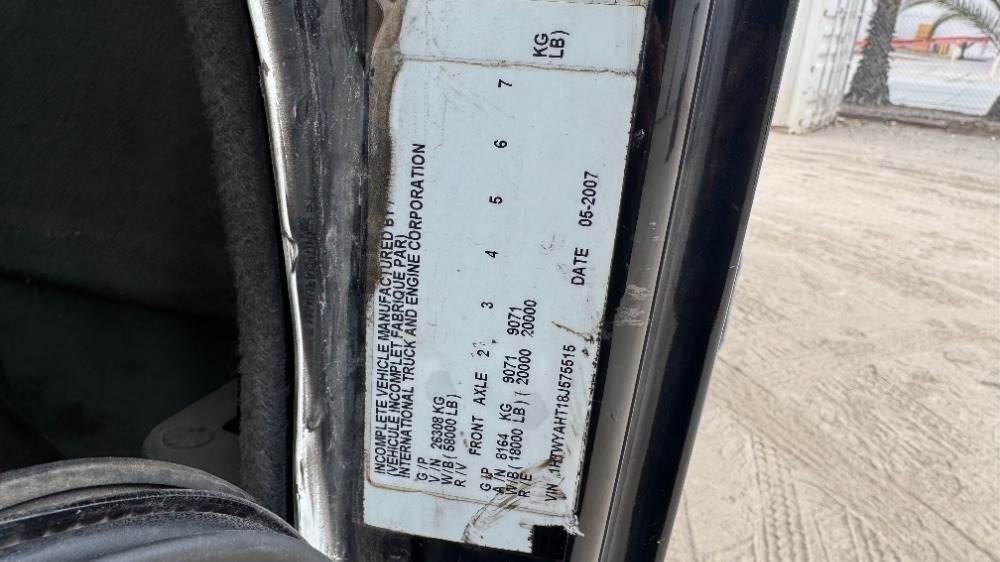 INCOMPLETE VEHICLE MANUFACTURED BY /
(VEHICULE INCOMPLET FABRIQUE PAR)
INTERNATIONAL TRUCK AND ENGINE CORPORATION
G/P
V/N 26308 KG
W/B ( 58000 LB)
R/V
FRONT AXLE 2 3 4 5 6 7
G/P
A/N 8164 KG 9071 9071 KG
W/B ( 18000 LB) ( 20000 20000 LB)
R/E
DATE 05-2007
VIN 1HTWYAHT18J575515